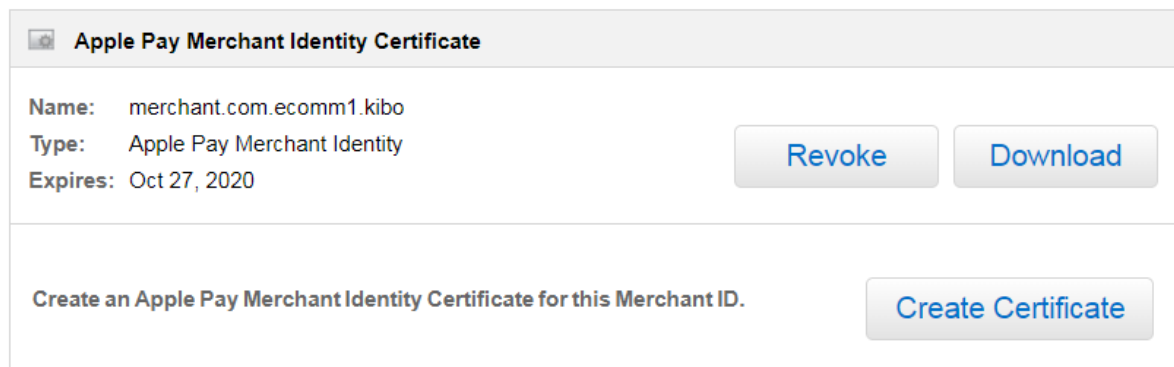 Apple Pay Merchant Identity Certificate
Name: merchant.com.ecomm1.kibo
Type: Apple Pay Merchant Identity
Expires: Oct 27, 2020
Revoke
Download
Create an Apple Pay Merchant Identity Certificate for this Merchant ID.
Create Certificate